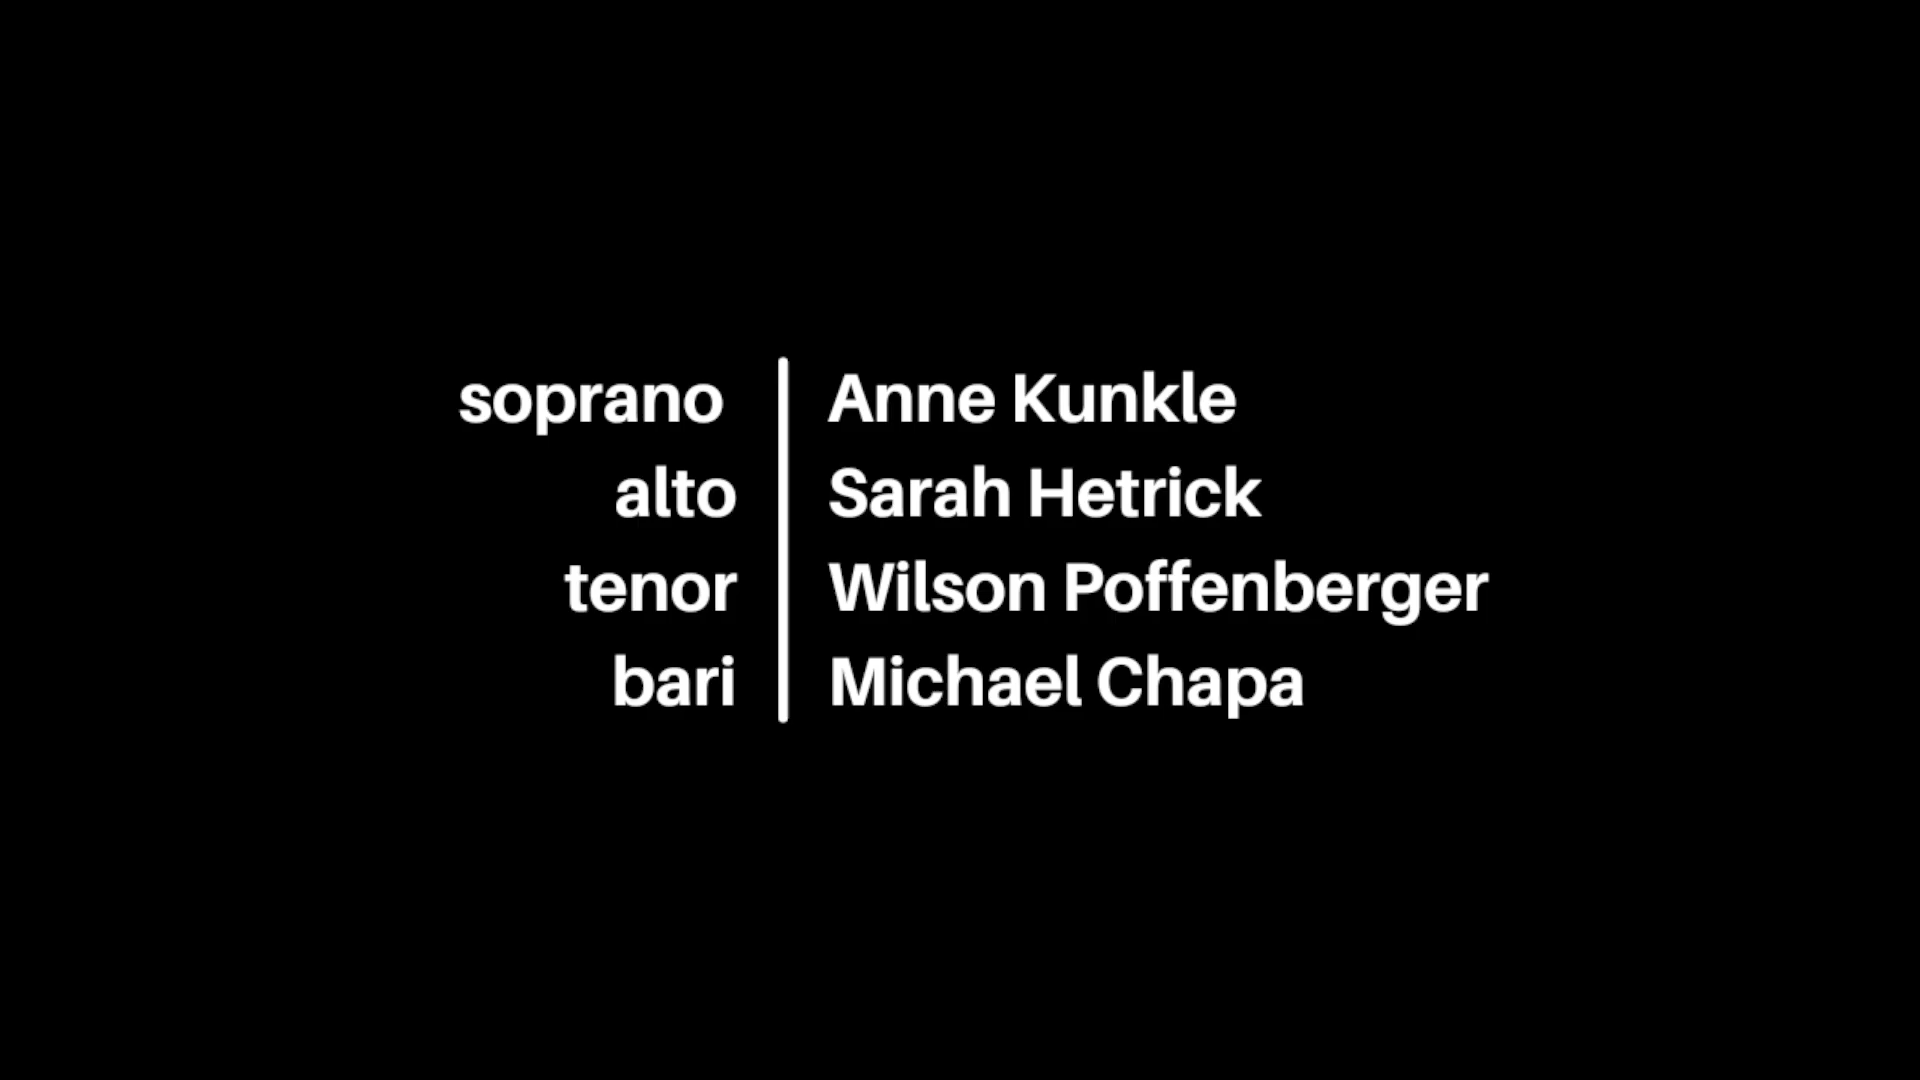 soprano | Anne Kunkle
alto | Sarah Hetrick
tenor | Wilson Poffenberger
bari | Michael Chapa